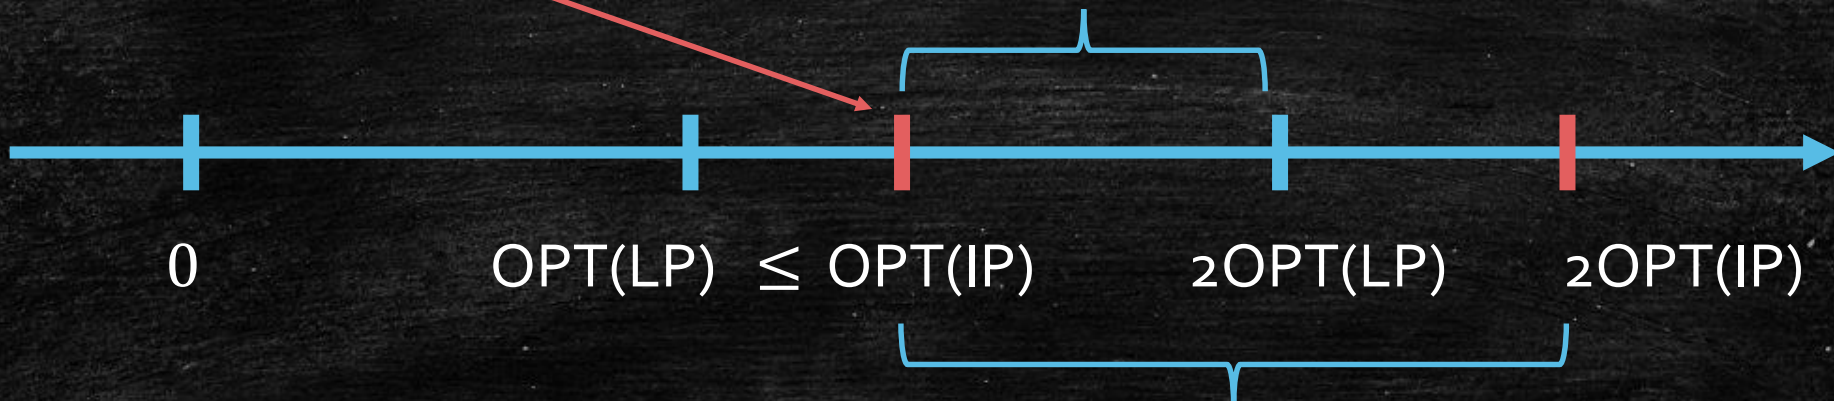 0 OPT(LP) ≤ OPT(IP) 2OPT(LP) 2OPT(IP)